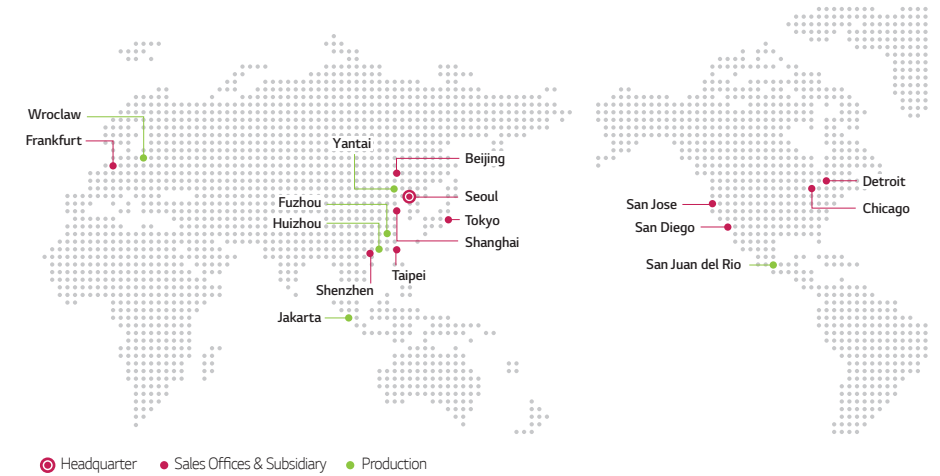 Wroclaw
Frankfurt
Yantai
Beijing
Seoul
Fuzhou
Tokyo
Huizhou
Shanghai
Taipei
Shenzhen
Jakarta
Detroit
San Jose
Chicago
San Diego
San Juan del Rio
Headquarter
Sales Offices & Subsidiary
Production